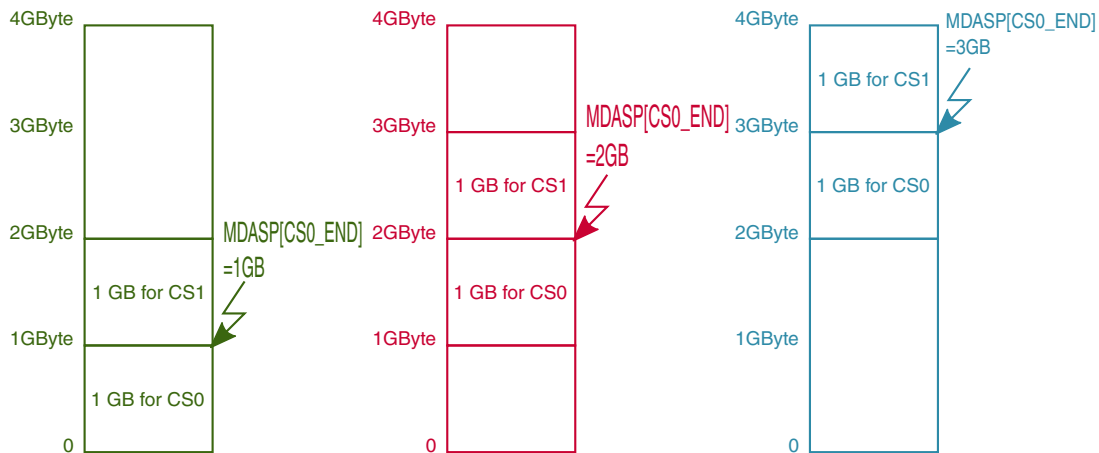 4GByte
3GByte
2GByte
1GByte
0
1 GB for CS1
1 GB for CS0
MDASP[CS0_END]
=1GB
4GByte
3GByte
2GByte
1GByte
0
1 GB for CS1
1 GB for CS0
MDASP[CS0_END]
=2GB
4GByte
3GByte
2GByte
1GByte
0
1 GB for CS1
1 GB for CS0
MDASP[CS0_END]
=3GB